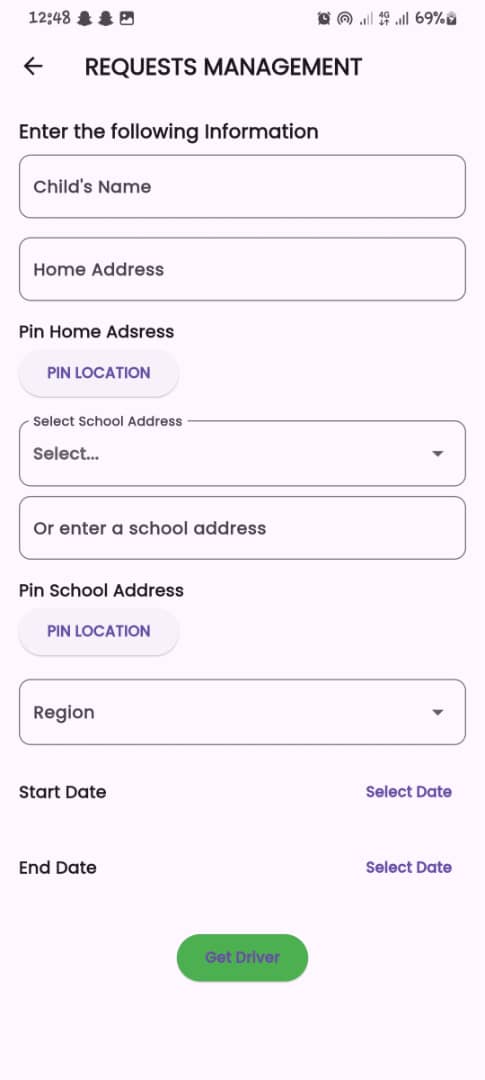 12:48 4G 69%
REQUESTS MANAGEMENT
Enter the following Information
Child's Name
Home Address
Pin Home Adsress
PIN LOCATION
Select School Address
Select...
Or enter a school address
Pin School Address
PIN LOCATION
Region
Start Date Select Date
End Date Select Date
Get Driver